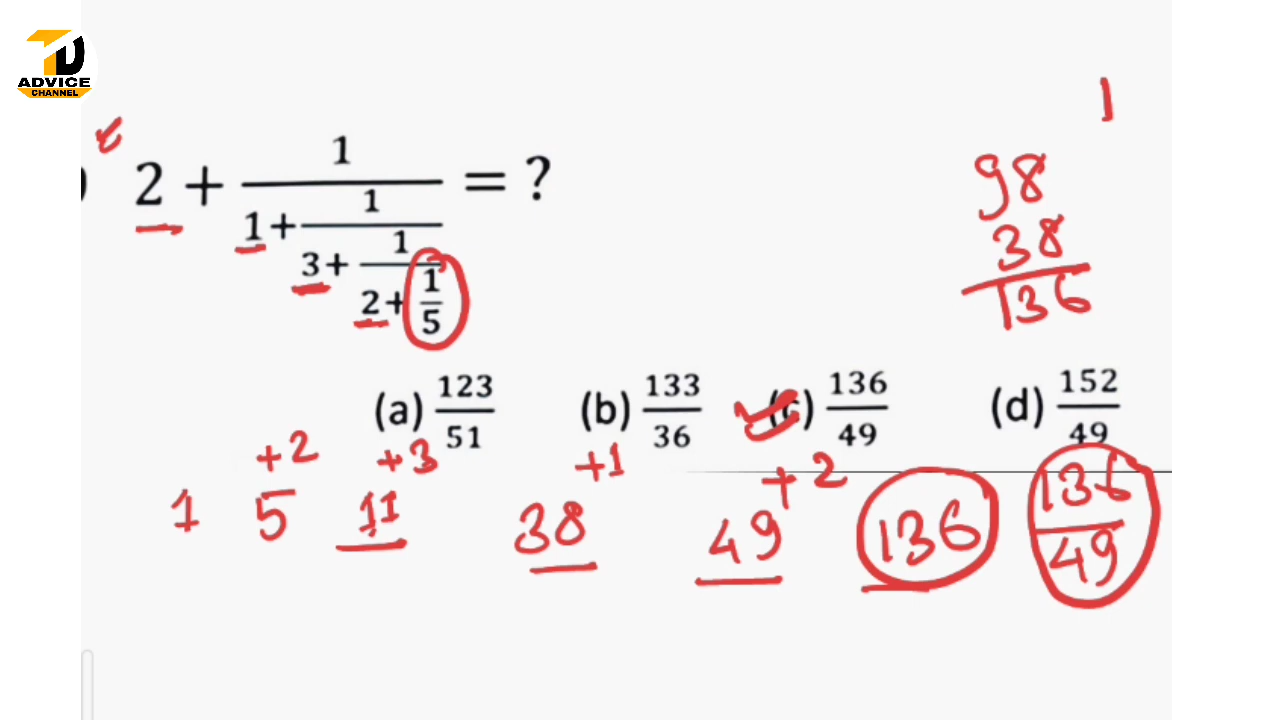 TD
ADVICE
CHANNEL
1
98
38
136
) 2 + 1 = ?
1 + 1
3 + 1
2 + 1
5
(a) 123/51 (b) 133/36 (c) 136/49 (d) 152/49
+2 +3 +1 +2
1 5 11 38 49 136 136/49